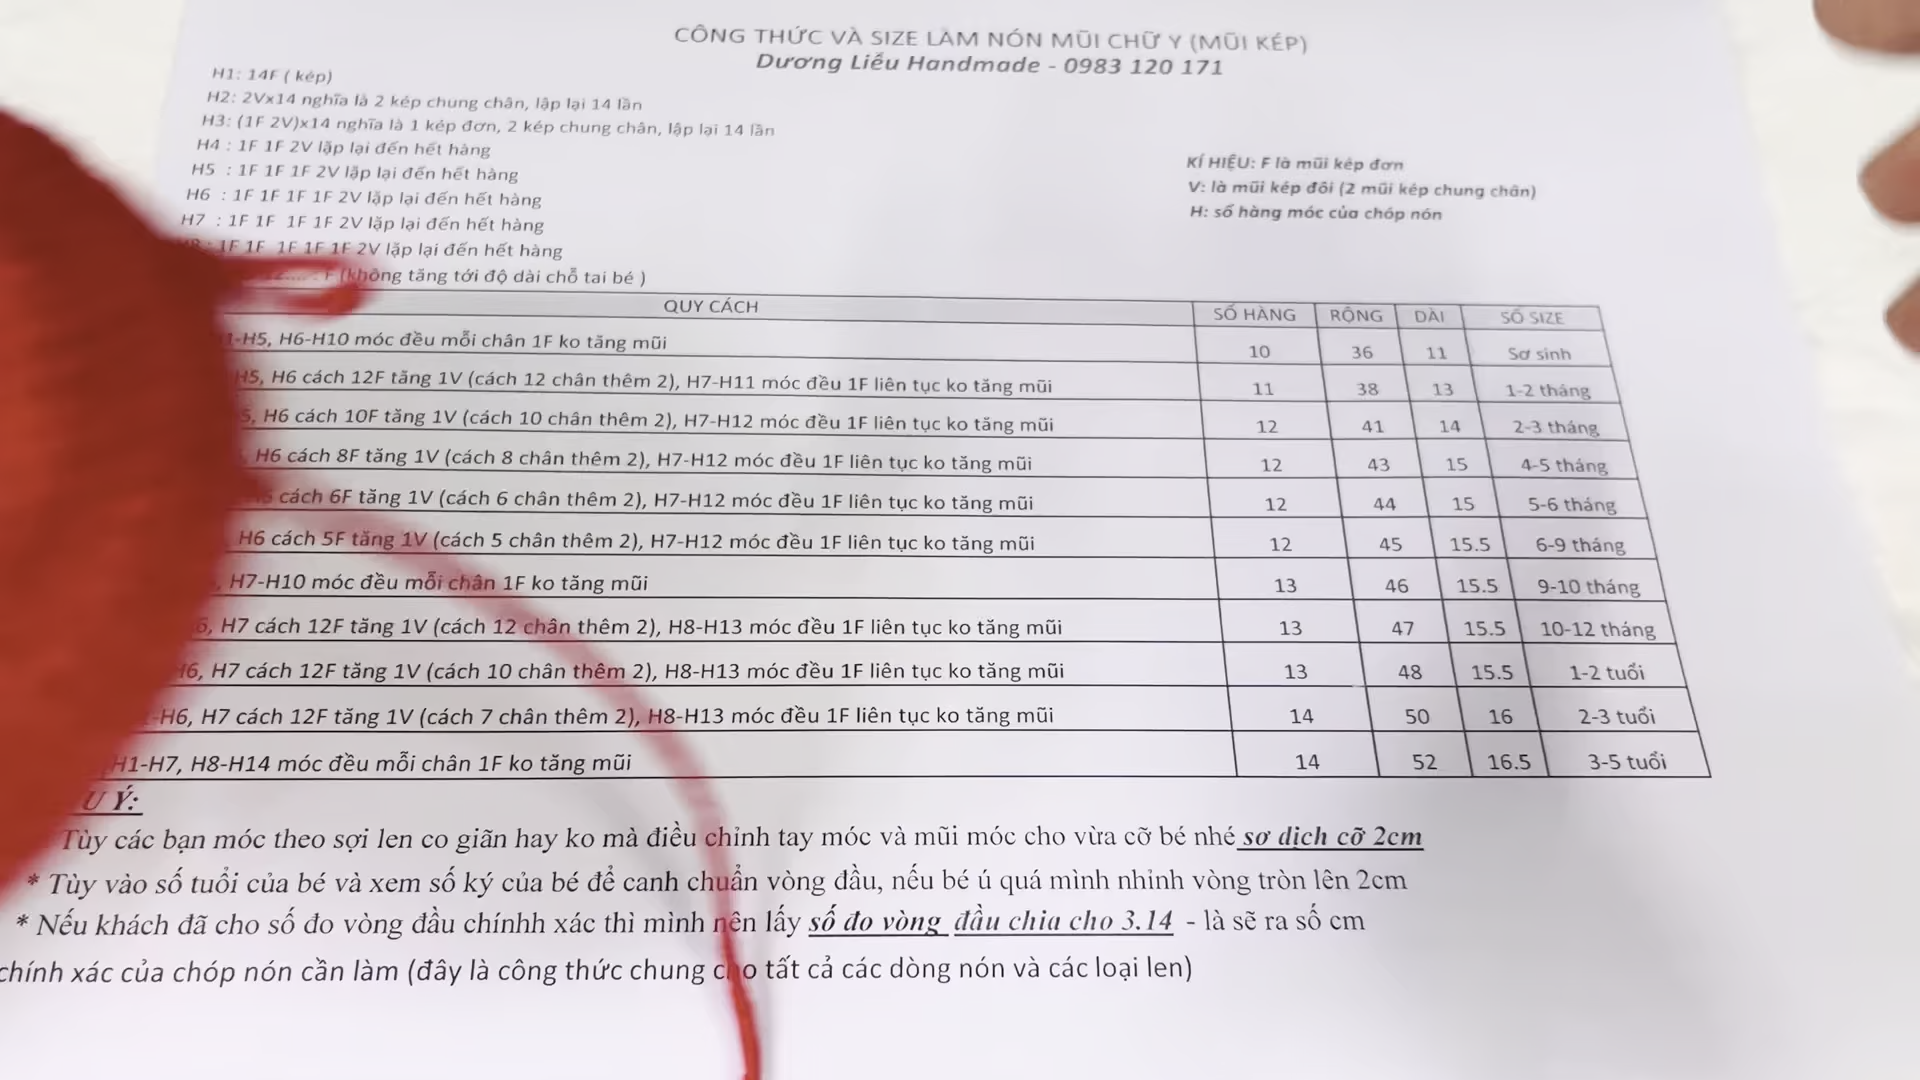 CÔNG THỨC VÀ SIZE LÀM NÓN MŨI CHỮ Y (MŨI KÉP)
Dương Liễu Handmade - 0983 120 171
H1: 14F ( kép)
H2: 2Vx14 nghĩa là 2 kép chung chân, lập lại 14 lần
H3: (1F 2V)x14 nghĩa là 1 kép đơn, 2 kép chung chân, lập lại 14 lần
H4 : 1F 1F 2V lặp lại đến hết hàng
H5 : 1F 1F 1F 2V lặp lại đến hết hàng
H6 : 1F 1F 1F 1F 2V lặp lại đến hết hàng
H7 : 1F 1F 1F 1F 2V lặp lại đến hết hàng
H8 : 1F 1F 1F 1F 1F 2V lặp lại đến hết hàng
F (không tăng tới độ dài chỗ tai bé )
KÍ HIỆU: F là mũi kép đơn
V: là mũi kép đôi (2 mũi kép chung chân)
H: số hàng móc của chóp nón
QUY CÁCH SỐ HÀNG RỘNG DÀI SỐ SIZE
-H5, H6-H10 móc đều mỗi chân 1F ko tăng mũi 10 36 11 Sơ sinh
H5, H6 cách 12F tăng 1V (cách 12 chân thêm 2), H7-H11 móc đều 1F liên tục ko tăng mũi 11 38 13 1-2 tháng
5, H6 cách 10F tăng 1V (cách 10 chân thêm 2), H7-H12 móc đều 1F liên tục ko tăng mũi 12 41 14 2-3 tháng
H6 cách 8F tăng 1V (cách 8 chân thêm 2), H7-H12 móc đều 1F liên tục ko tăng mũi 12 43 15 4-5 tháng
cách 6F tăng 1V (cách 6 chân thêm 2), H7-H12 móc đều 1F liên tục ko tăng mũi 12 44 15 5-6 tháng
H6 cách 5F tăng 1V (cách 5 chân thêm 2), H7-H12 móc đều 1F liên tục ko tăng mũi 12 45 15.5 6-9 tháng
, H7-H10 móc đều mỗi chân 1F ko tăng mũi 13 46 15.5 9-10 tháng
6, H7 cách 12F tăng 1V (cách 12 chân thêm 2), H8-H13 móc đều 1F liên tục ko tăng mũi 13 47 15.5 10-12 tháng
H6, H7 cách 12F tăng 1V (cách 10 chân thêm 2), H8-H13 móc đều 1F liên tục ko tăng mũi 13 48 15.5 1-2 tuổi
-H6, H7 cách 12F tăng 1V (cách 7 chân thêm 2), H8-H13 móc đều 1F liên tục ko tăng mũi 14 50 16 2-3 tuổi
H1-H7, H8-H14 móc đều mỗi chân 1F ko tăng mũi 14 52 16.5 3-5 tuổi
U Ý:
Tùy các bạn móc theo sợi len co giãn hay ko mà điều chỉnh tay móc và mũi móc cho vừa cỡ bé nhé sơ dịch cỡ 2cm
* Tùy vào số tuổi của bé và xem số ký của bé để canh chuẩn vòng đầu, nếu bé ú quá mình nhỉnh vòng tròn lên 2cm
* Nếu khách đã cho số đo vòng đầu chínhh xác thì mình nên lấy số đo vòng đầu chia cho 3.14 - là sẽ ra số cm
chính xác của chóp nón cần làm (đây là công thức chung cho tất cả các dòng nón và các loại len)